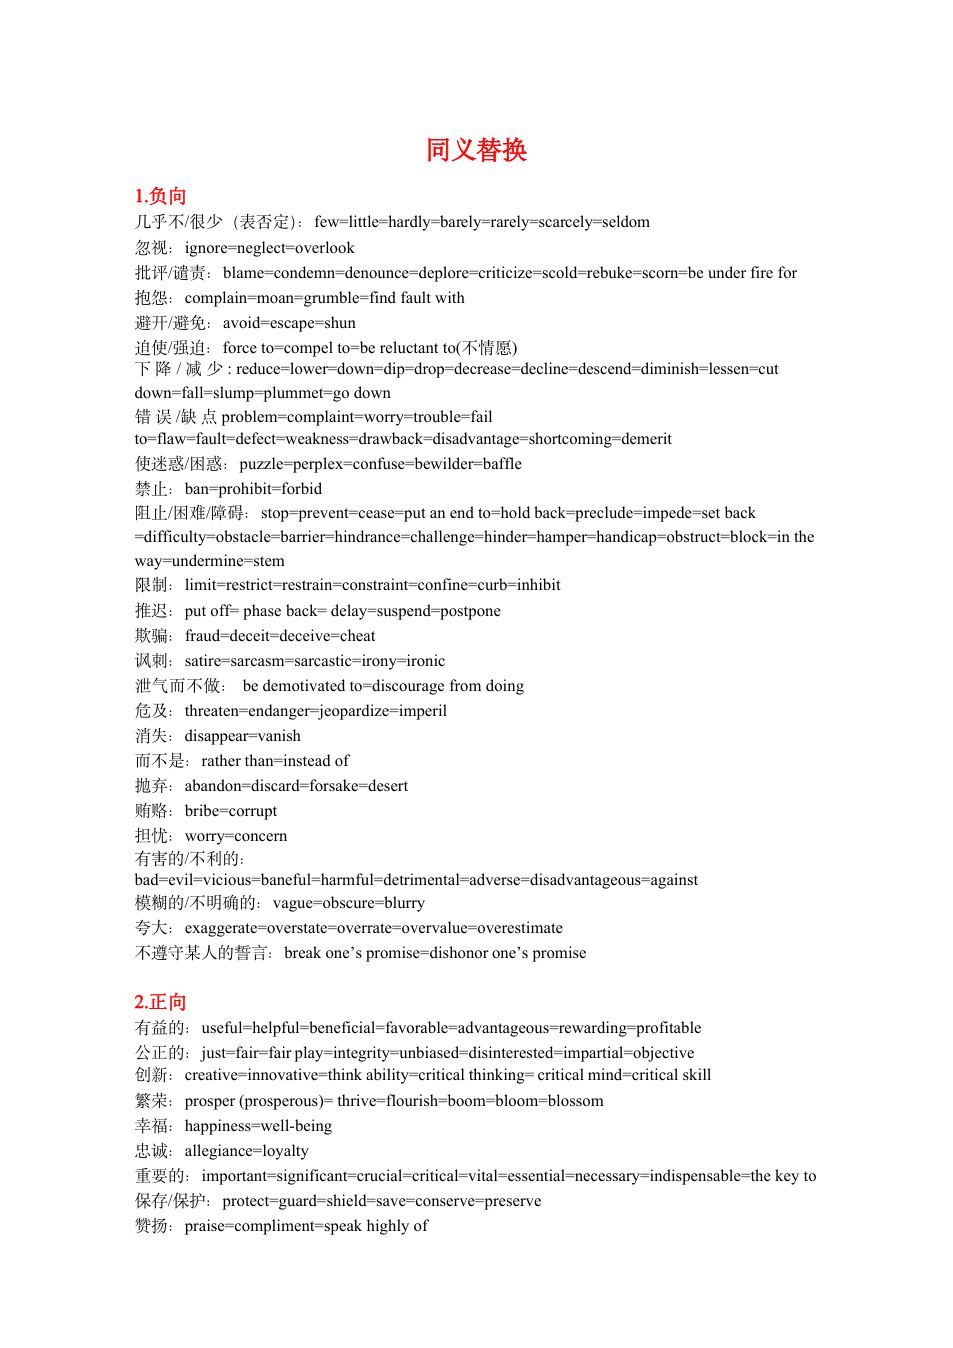 同义替换
1.负向
几乎不/很少（表否定）：few=little=hardly=barely=rarely=scarcely=seldom
忽视：ignore=neglect=overlook
批评/谴责：blame=condemn=denounce=deplore=criticize=scold=rebuke=scorn=be under fire for
抱怨：complain=moan=grumble=find fault with
避开/避免：avoid=escape=shun
迫使/强迫：force to=compel to=be reluctant to(不情愿)
下 降 / 减 少 : reduce=lower=down=dip=drop=decrease=decline=descend=diminish=lessen=cut
down=fall=slump=plummet=go down
错 误 /缺 点 problem=complaint=worry=trouble=fail
to=flaw=fault=defect=weakness=drawback=disadvantage=shortcoming=demerit
使迷惑/困惑：puzzle=perplex=confuse=bewilder=baffle
禁止：ban=prohibit=forbid
阻止/困难/障碍：stop=prevent=cease=put an end to=hold back=preclude=impede=set back
=difficulty=obstacle=barrier=hindrance=challenge=hinder=hamper=handicap=obstruct=block=in the
way=undermine=stem
限制：limit=restrict=restrain=constraint=confine=curb=inhibit
推迟：put off= phase back= delay=suspend=postpone
欺骗：fraud=deceit=deceive=cheat
讽刺：satire=sarcasm=sarcastic=irony=ironic
泄气而不做： be demotivated to=discourage from doing
危及：threaten=endanger=jeopardize=imperil
消失：disappear=vanish
而不是：rather than=instead of
抛弃：abandon=discard=forsake=desert
贿赂：bribe=corrupt
担忧：worry=concern
有害的/不利的：
bad=evil=vicious=baneful=harmful=detrimental=adverse=disadvantageous=against
模糊的/不明确的：vague=obscure=blurry
夸大：exaggerate=overstate=overrate=overvalue=overestimate
不遵守某人的誓言：break one’s promise=dishonor one’s promise
2.正向
有益的：useful=helpful=beneficial=favorable=advantageous=rewarding=profitable
公正的：just=fair=fair play=integrity=unbiased=disinterested=impartial=objective
创新：creative=innovative=think ability=critical thinking= critical mind=critical skill
繁荣：prosper (prosperous)= thrive=flourish=boom=bloom=blossom
幸福：happiness=well-being
忠诚：allegiance=loyalty
重要的：important=significant=crucial=critical=vital=essential=necessary=indispensable=the key to
保存/保护：protect=guard=shield=save=conserve=preserve
赞扬：praise=compliment=speak highly of